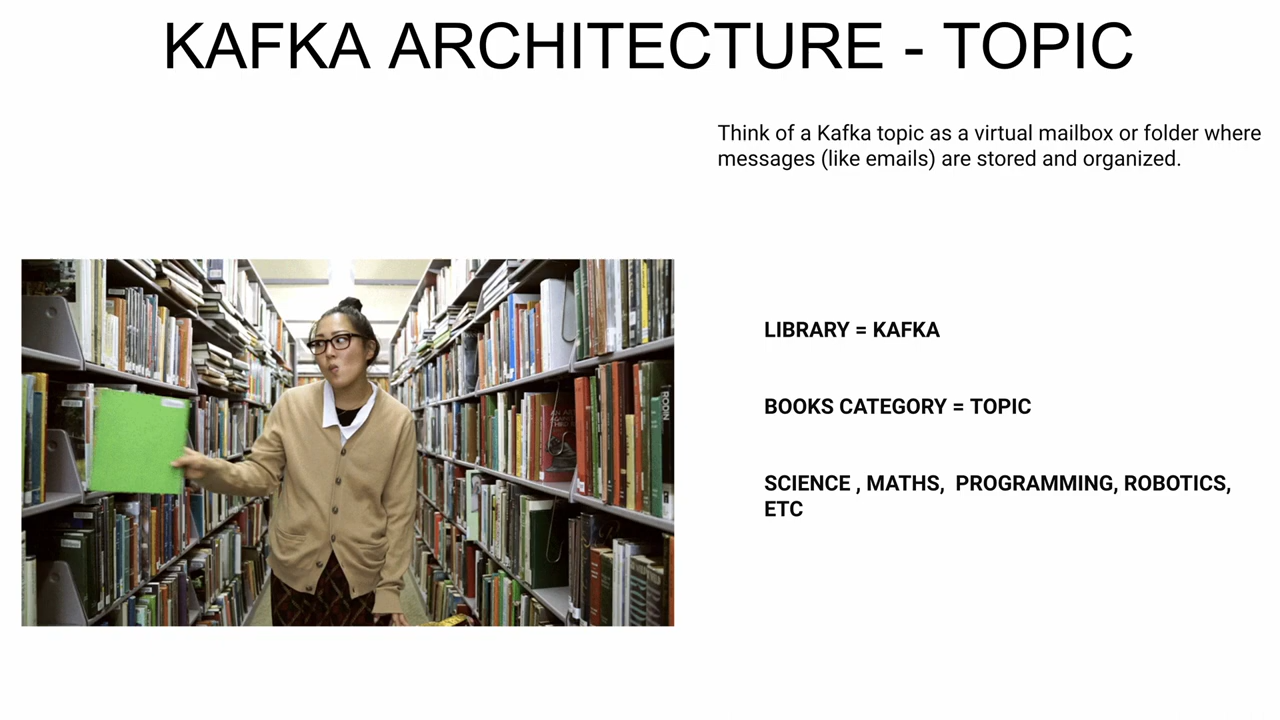 KAFKA ARCHITECTURE - TOPIC
Think of a Kafka topic as a virtual mailbox or folder where
messages (like emails) are stored and organized.
LIBRARY = KAFKA
BOOKS CATEGORY = TOPIC
SCIENCE , MATHS,  PROGRAMMING, ROBOTICS,
ETC
RODIN